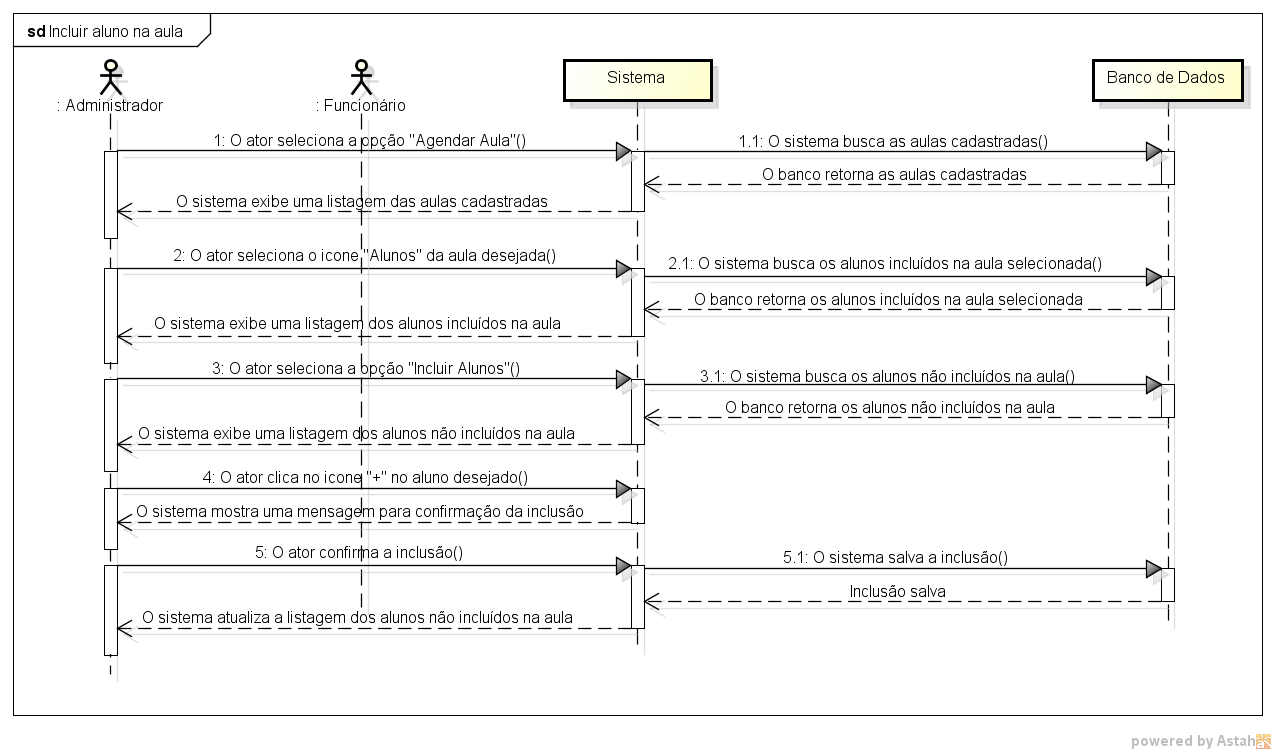 sd Incluir aluno na aula
: Administrador
: Funcionário
Sistema
Banco de Dados
1: O ator seleciona a opção "Agendar Aula"()
1.1: O sistema busca as aulas cadastradas()
O banco retorna as aulas cadastradas
O sistema exibe uma listagem das aulas cadastradas
2: O ator seleciona o icone "Alunos" da aula desejada()
2.1: O sistema busca os alunos incluídos na aula selecionada()
O banco retorna os alunos incluídos na aula selecionada
O sistema exibe uma listagem dos alunos incluídos na aula
3: O ator seleciona a opção "Incluir Alunos"()
3.1: O sistema busca os alunos não incluídos na aula()
O banco retorna os alunos não incluídos na aula
O sistema exibe uma listagem dos alunos não incluídos na aula
4: O ator clica no icone "+" no aluno desejado()
O sistema mostra uma mensagem para confirmação da inclusão
5: O ator confirma a inclusão()
5.1: O sistema salva a inclusão()
Inclusão salva
O sistema atualiza a listagem dos alunos não incluídos na aula
powered by Astah